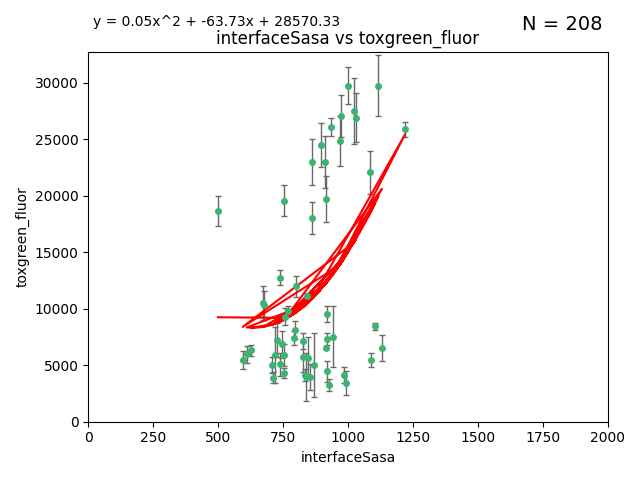 y = 0.05x^2 + -63.73x + 28570.33
N = 208
interfaceSasa vs toxgreen_fluor
30000
25000
20000
15000
10000
5000
0
toxgreen_fluor
0 250 500 750 1000 1250 1500 1750 2000
interfaceSasa